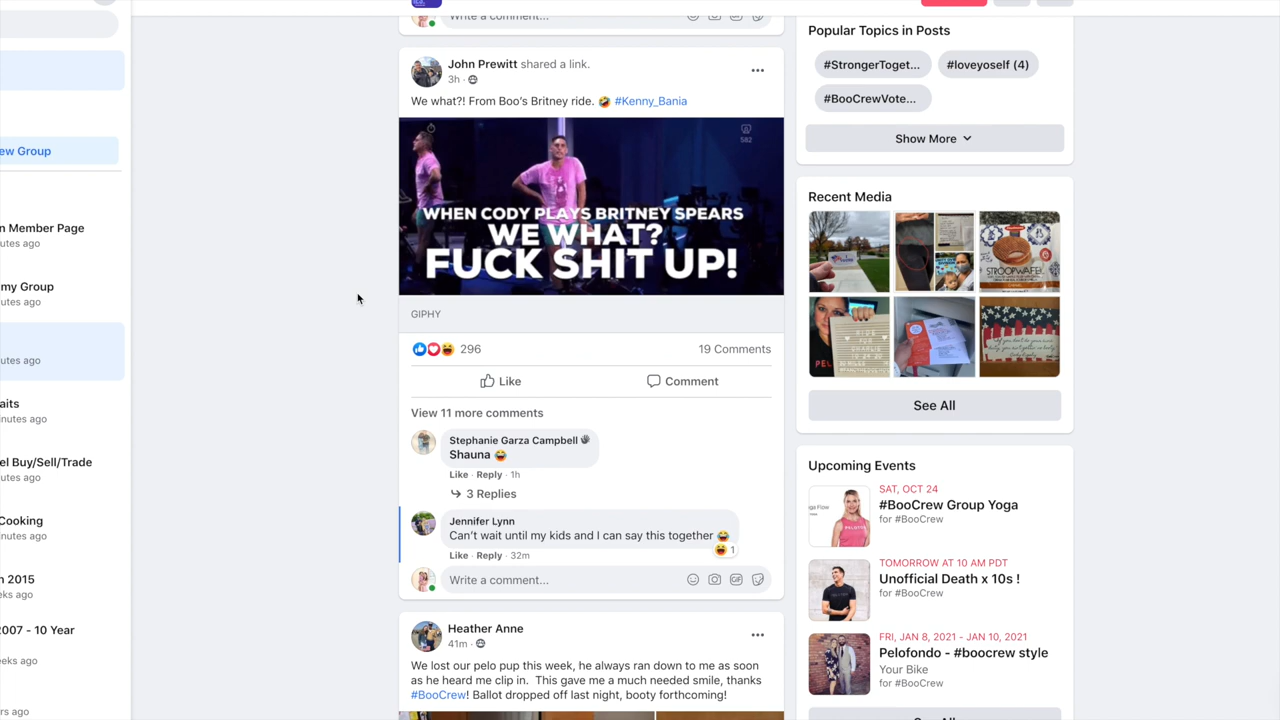 Write a comment...
Popular Topics in Posts
#StrongerToget...
#loveyoself (4)
#BooCrewVote...
Show More
ew Group
n Member Page
utes ago
my Group
utes ago
utes ago
aits
inutes ago
el Buy/Sell/Trade
inutes ago
Cooking
inutes ago
n 2015
eks ago
2007 - 10 Year
eeks ago
rs ago
John Prewitt shared a link.
3h ·
We what?! From Boo's Britney ride. 🤣 #Kenny_Bania
582
WHEN CODY PLAYS BRITNEY SPEARS
WE WHAT?
FUCK SHIT UP!
GIPHY
296
19 Comments
Like
Comment
View 11 more comments
Stephanie Garza Campbell
Shauna 😂
Like · Reply · 1h
3 Replies
Jennifer Lynn
Can't wait until my kids and I can say this together 😂
1
Like · Reply · 32m
Write a comment...
GIF
Heather Anne
41m ·
We lost our pelo pup this week, he always ran down to me as soon
as he heard me clip in. This gave me a much needed smile, thanks
#BooCrew! Ballot dropped off last night, booty forthcoming!
Recent Media
STROOPWAFEL
PEL
See All
Upcoming Events
SAT, OCT 24
#BooCrew Group Yoga
for #BooCrew
TOMORROW AT 10 AM PDT
Unofficial Death x 10s !
for #BooCrew
FRI, JAN 8, 2021 - JAN 10, 2021
Pelofondo - #boocrew style
Your Bike
for #BooCrew